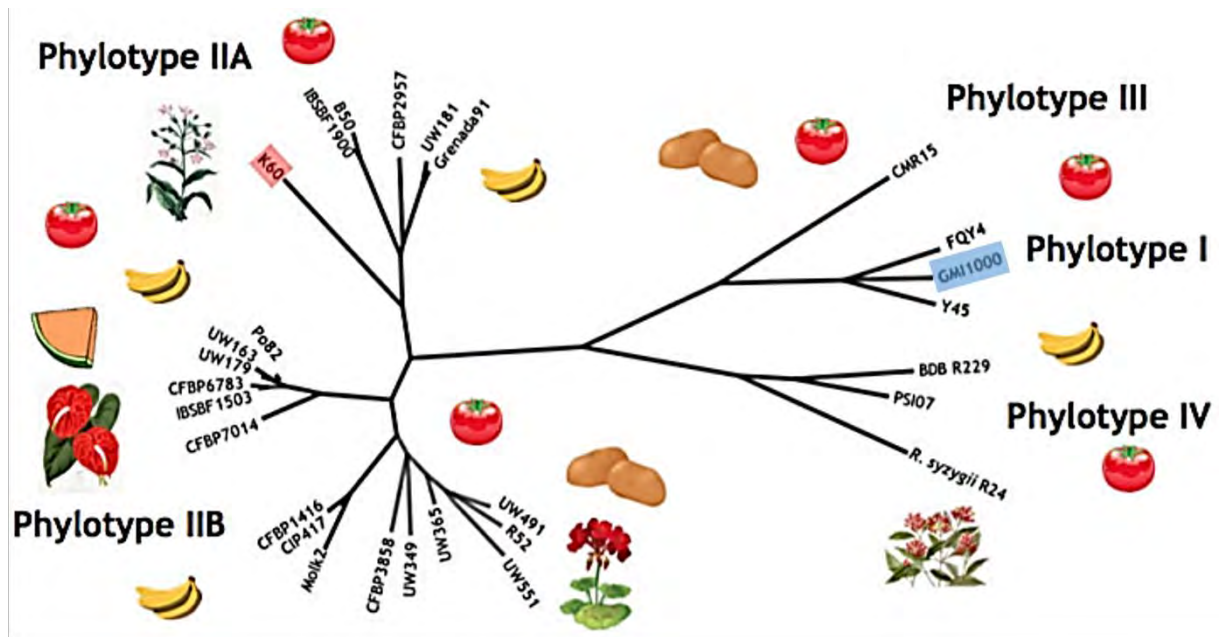 Phylotype IIA
K60
IBSBF1900
B50
CFBP2957
UW181
Grenada91
Phylotype III
CMR15
FQY4
GMI1000
Y45
Phylotype I
BDB R229
PSI07
R. syzygii R24
Phylotype IV
Po82
UW163
UW179
CFBP6783
IBSBF1503
CFBP7014
Phylotype IIB
CFBP1416
CIP417
Molk2
CFBP3858
UW349
UW365
UW491
R52
UW551